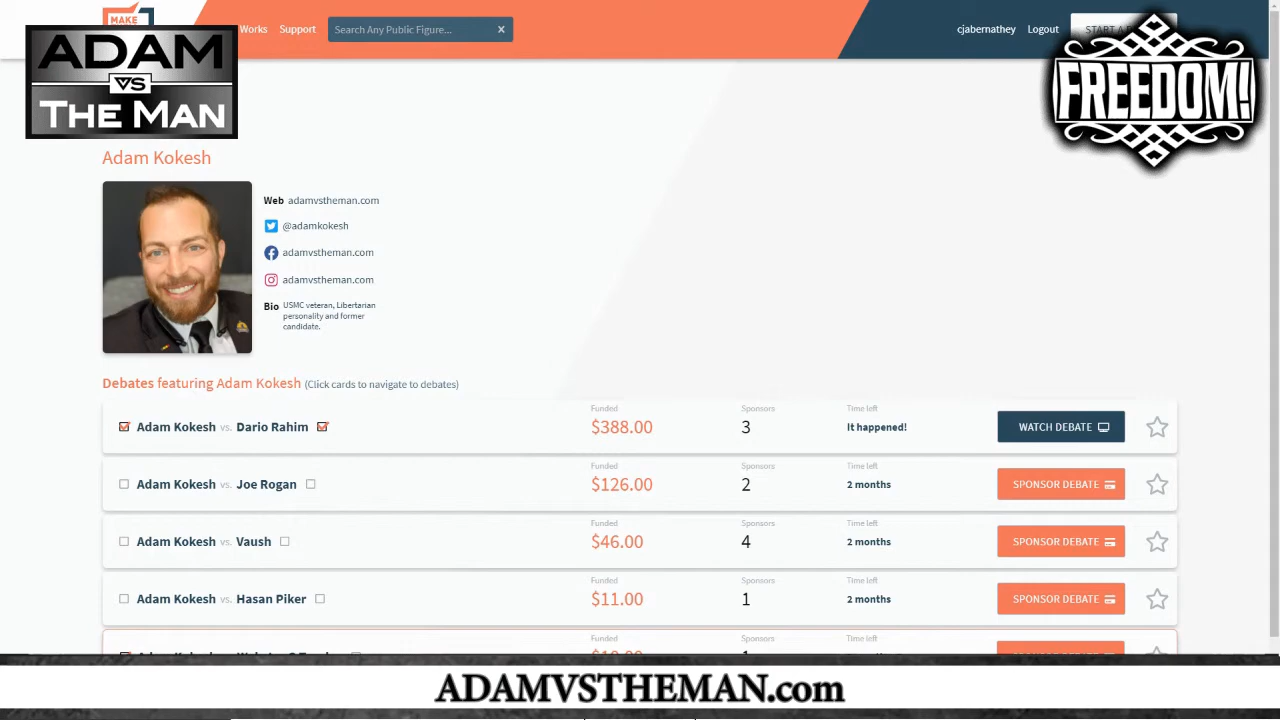 MAKE
Works Support Search Any Public Figure... x cjabernathey Logout START A
ADAM
VS
THE MAN
FREEDOM!
Adam Kokesh
Web adamvstheman.com
@adamkokesh
adamvstheman.com
adamvstheman.com
Bio USMC veteran, Libertarian
personality and former
candidate.
Debates featuring Adam Kokesh (Click cards to navigate to debates)
Funded Sponsors Time left
Adam Kokesh vs. Dario Rahim $388.00 3 It happened! WATCH DEBATE
Funded Sponsors Time left
Adam Kokesh vs. Joe Rogan $126.00 2 2 months SPONSOR DEBATE
Funded Sponsors Time left
Adam Kokesh vs. Vaush $46.00 4 2 months SPONSOR DEBATE
Funded Sponsors Time left
Adam Kokesh vs. Hasan Piker $11.00 1 2 months SPONSOR DEBATE
Funded Sponsors Time left
ADAMVSTHEMAN.com